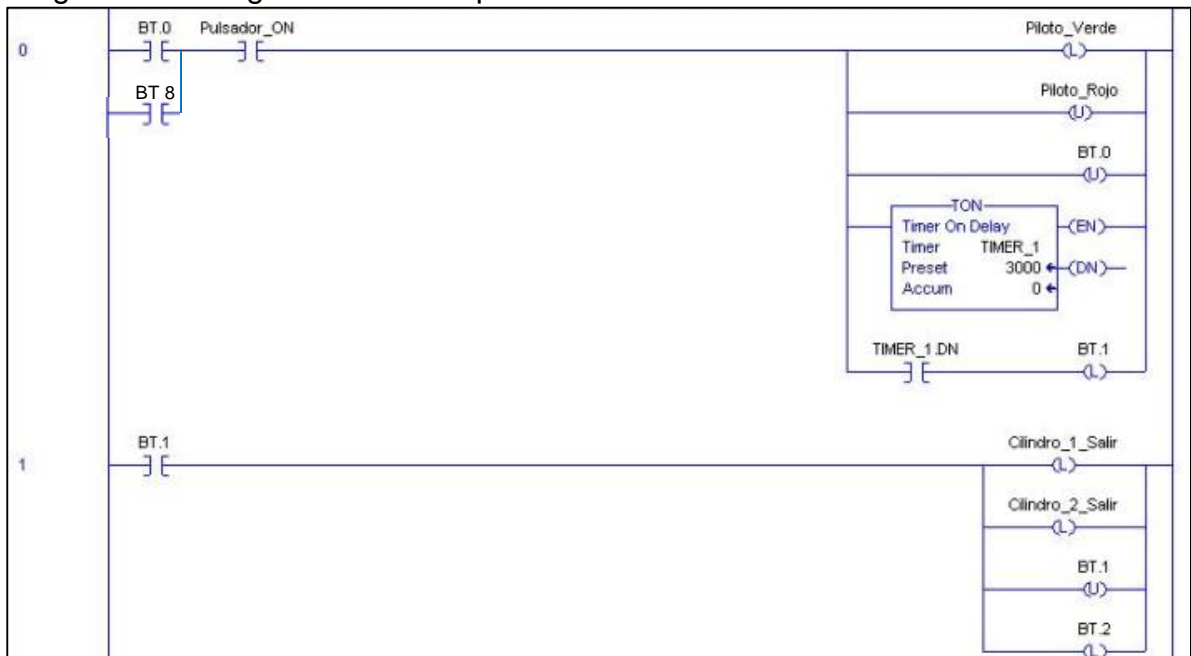 BT.0 Pulsador_ON Piloto_Verde
0 (L)
BT 8 Piloto_Rojo
(U)
BT.0
(U)
TON
Timer On Delay (EN)
Timer TIMER_1
Preset 3000 (DN)
Accum 0
TIMER_1.DN BT.1
(L)
BT.1 Cilindro_1_Salir
1 (L)
Cilindro_2_Salir
(L)
BT.1
(U)
BT.2
(L)